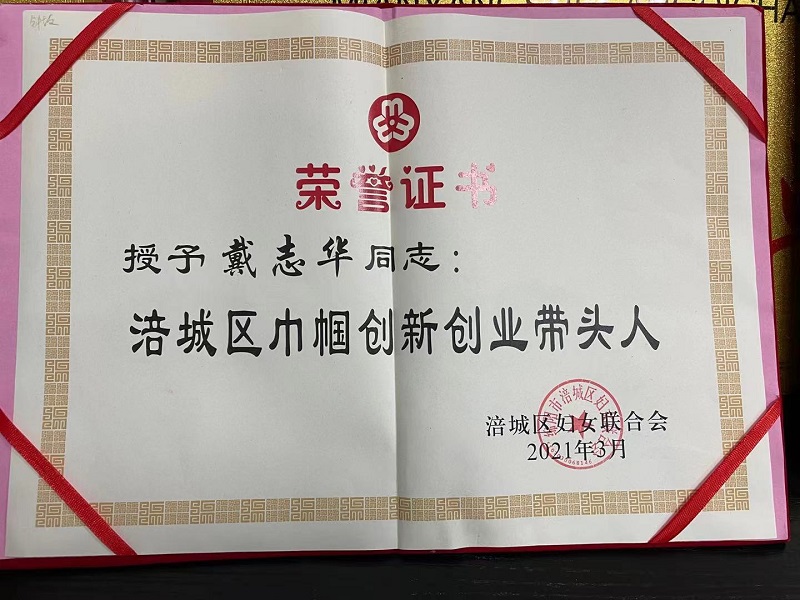 荣誉证书
授予戴志华同志：
涪城区巾帼创新创业带头人
涪城区妇女联合会
2021年3月